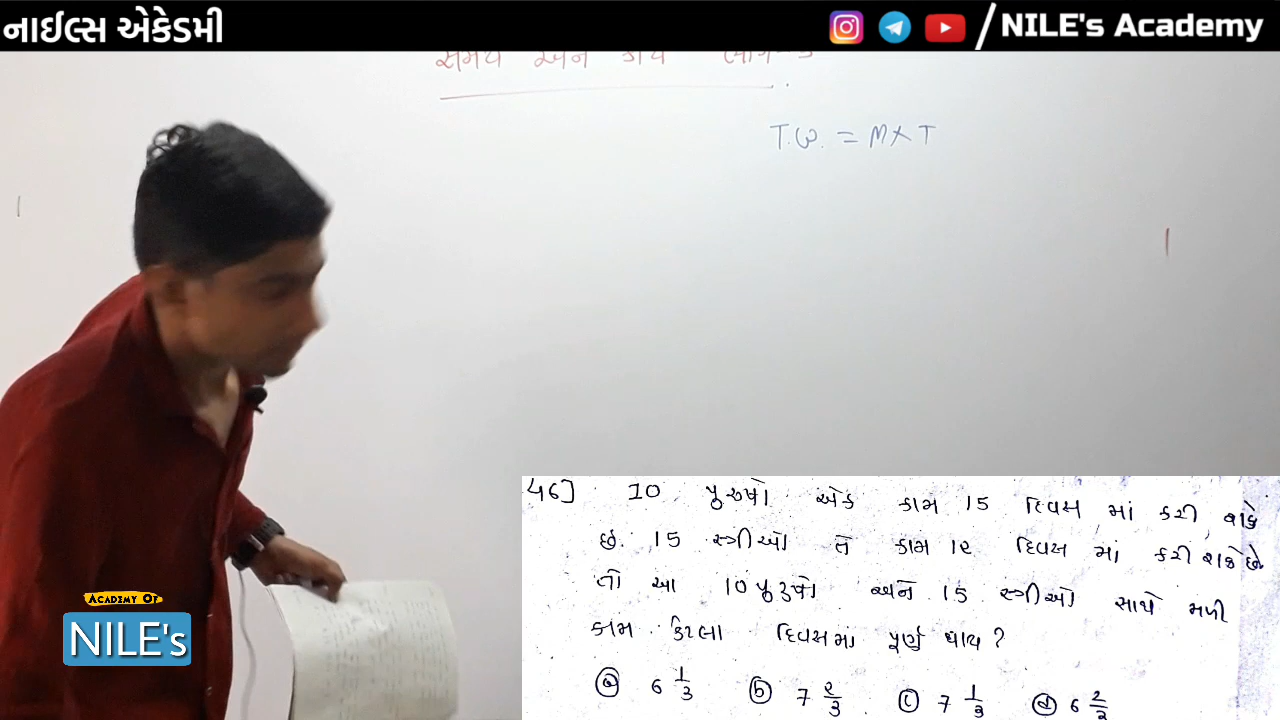 નાઈલ્સ એકેડમી
/NILE's Academy
સમય અને કાર્ય ભાગ-
T.W. = M×T
46] 10 પુરુષો એક કામ 15 દિવસ માં કરી શકે
છે. 15 સ્ત્રીઓ તે કામ 12 દિવસ માં કરી શકે છે
તો આ 10 પુરુષો અને 15 સ્ત્રીઓ સાથે મળી
કામ કેટલા દિવસમાં પૂર્ણ થાય ?
ⓐ 6 1/3 ⓑ 7 2/3 ⓒ 7 1/3 ⓓ 6 2/3
ACADEMY OF
NILE's